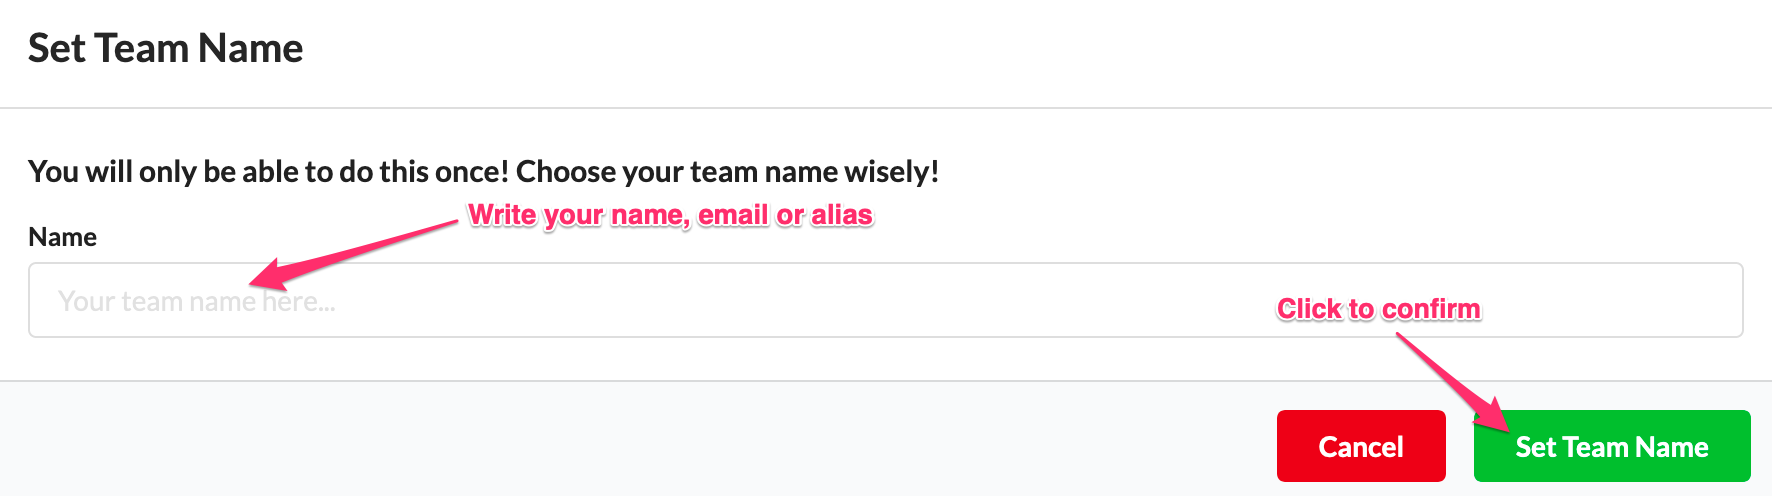 Set Team Name
You will only be able to do this once! Choose your team name wisely!
Write your name, email or alias
Name
Your team name here...
Click to confirm
Cancel
Set Team Name